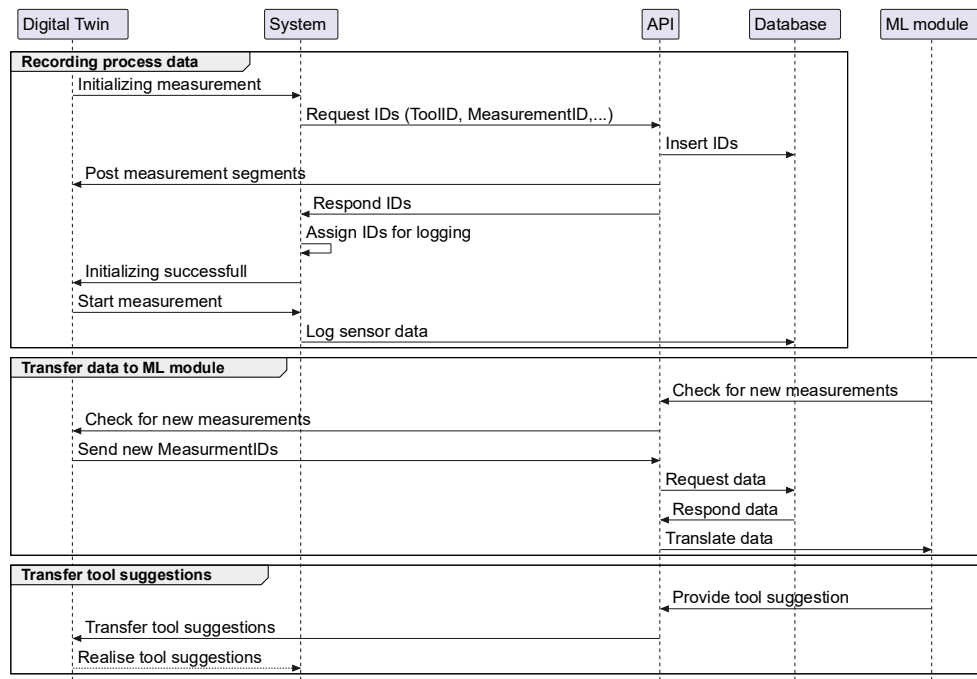 Digital Twin System API Database ML module
Recording process data
Initializing measurement
Request IDs (ToolID, MeasurementID,...)
Insert IDs
Post measurement segments
Respond IDs
Assign IDs for logging
Initializing successfull
Start measurement
Log sensor data
Transfer data to ML module
Check for new measurements
Check for new measurements
Send new MeasurmentIDs
Request data
Respond data
Translate data
Transfer tool suggestions
Provide tool suggestion
Transfer tool suggestions
Realise tool suggestions